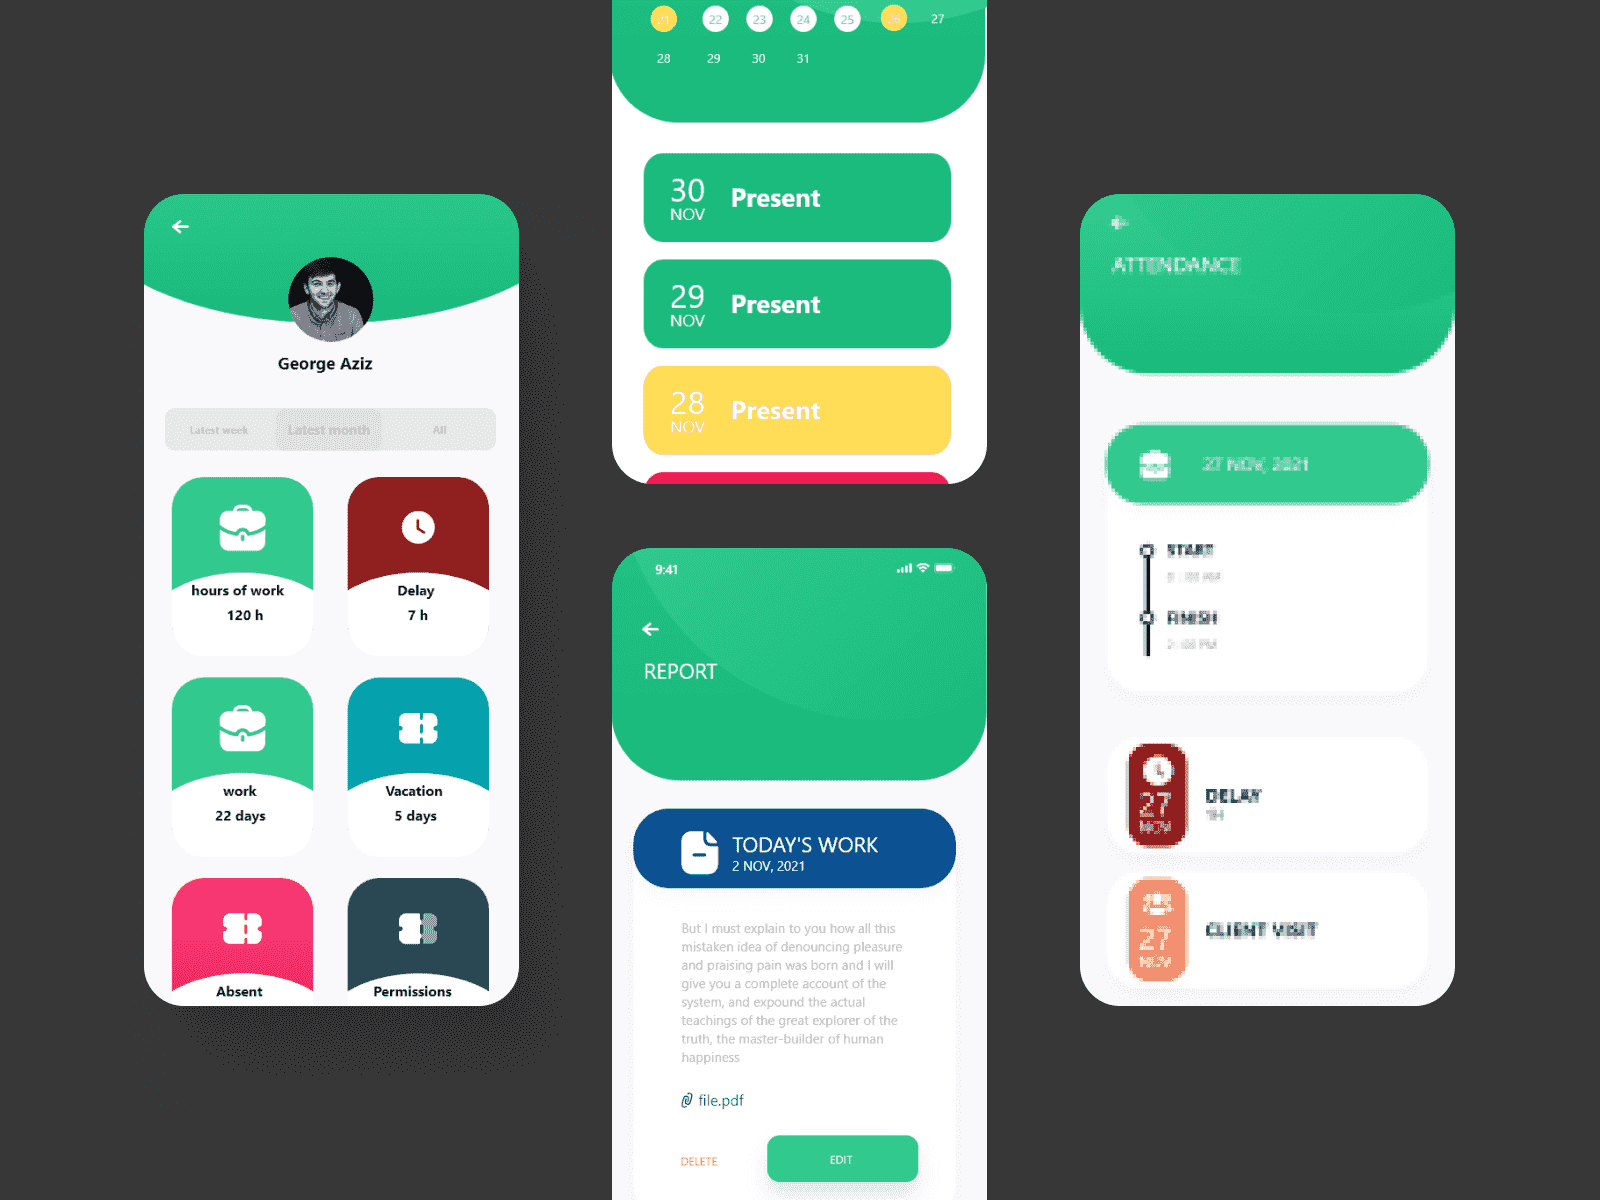 George Aziz
Latest week
Latest month
All
hours of work
120 h
Delay
7 h
work
22 days
Vacation
5 days
Absent
Permissions
21 22 23 24 25 26 27
28 29 30 31
30
NOV
Present
29
NOV
Present
28
NOV
Present
9:41
REPORT
TODAY'S WORK
2 NOV, 2021
But I must explain to you how all this
mistaken idea of denouncing pleasure
and praising pain was born and I will
give you a complete account of the
system, and expound the actual
teachings of the great explorer of the
truth, the master-builder of human
happiness
file.pdf
DELETE
EDIT
ATTENDANCE
27 NOV, 2021
START
FINISH
27
NOV
DELAY
1H
27
NOV
CLIENT VISIT